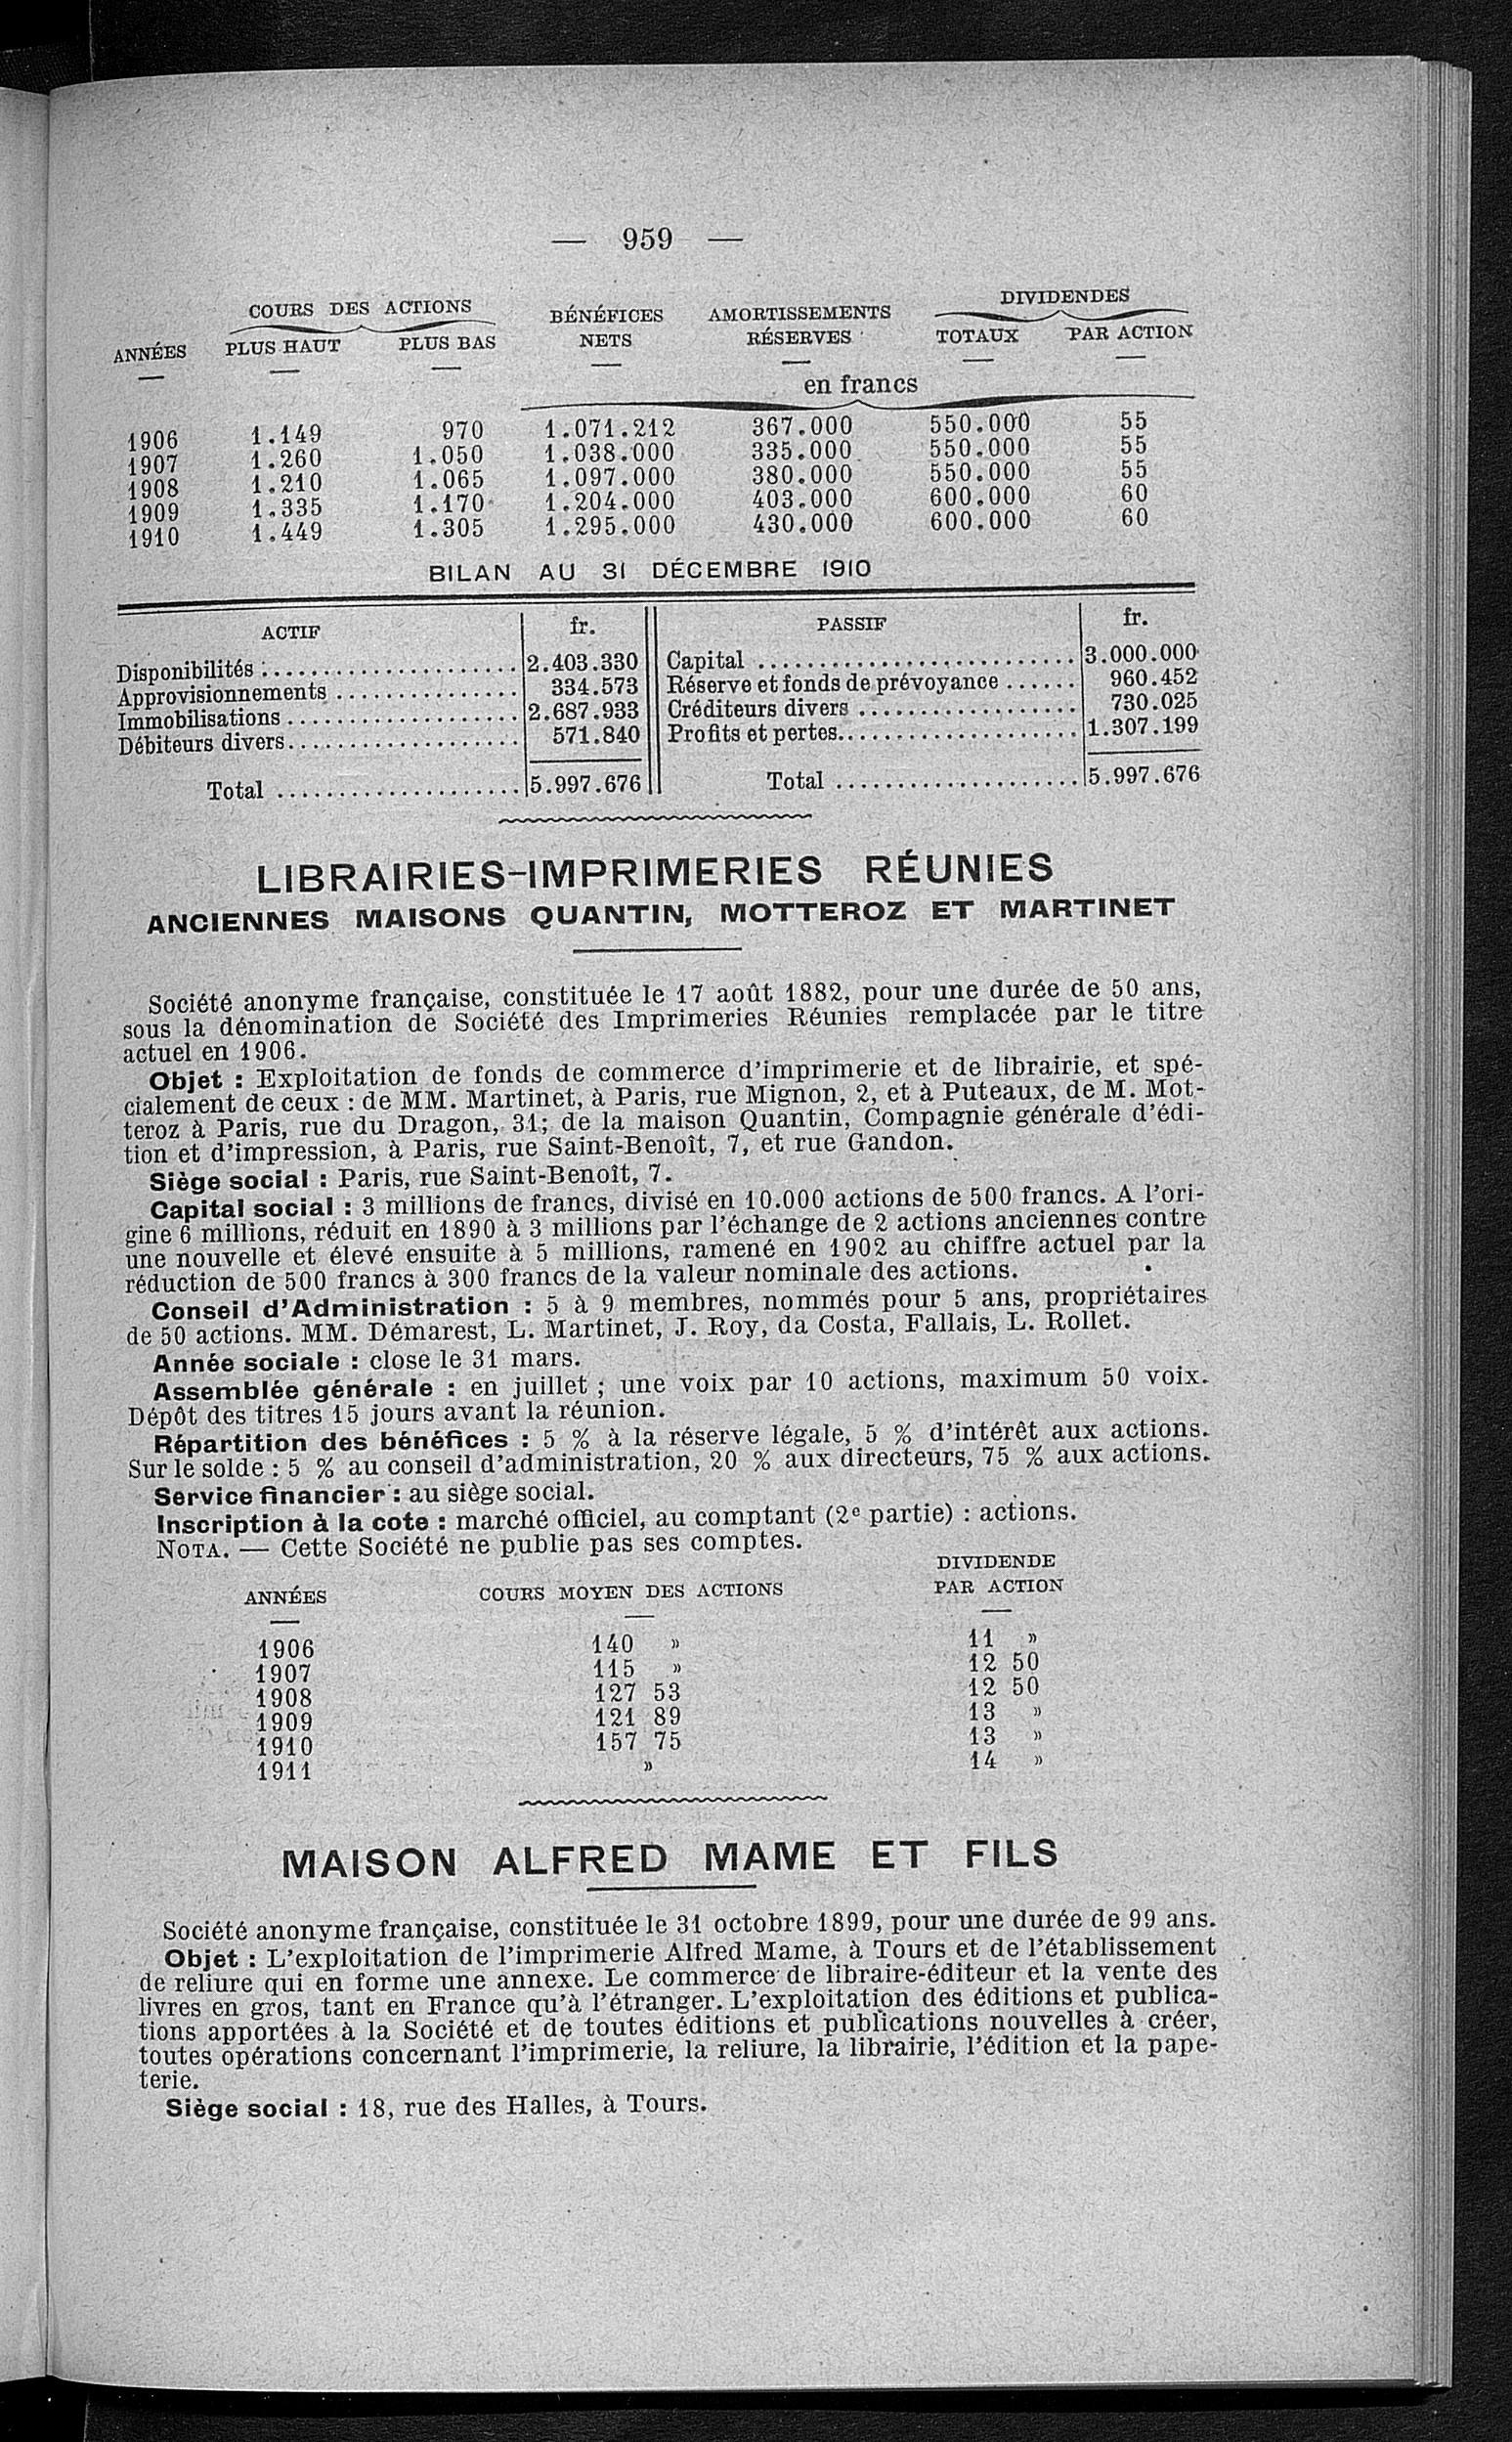 — 959 —
COURS DES ACTIONS BÉNÉFICES AMORTISSEMENTS DIVIDENDES
ANNÉES PLUS HAUT PLUS BAS NETS RÉSERVES TOTAUX PAR ACTION
en francs
1906 1.149 970 1.071.212 367.000 550.000 55
1907 1.260 1.050 1.038.000 335.000 550.000 55
1908 1.210 1.065 1.097.000 380.000 550.000 55
1909 1.335 1.170 1.204.000 403.000 600.000 60
1910 1.449 1.305 1.295.000 430.000 600.000 60
BILAN AU 31 DÉCEMBRE 1910
ACTIF fr. PASSIF fr.
Disponibilités : .................... 2.403.330 Capital .......................... 3.000.000
Approvisionnements ............... 334.573 Réserve et fonds de prévoyance ...... 960.452
Immobilisations ................... 2.687.933 Créditeurs divers .................. 730.025
Débiteurs divers................... 571.840 Profits et pertes.................... 1.307.199
Total .................... 5.997.676 Total .................... 5.997.676
LIBRAIRIES-IMPRIMERIES RÉUNIES
ANCIENNES MAISONS QUANTIN, MOTTEROZ ET MARTINET
Société anonyme française, constituée le 17 août 1882, pour une durée de 50 ans,
sous la dénomination de Société des Imprimeries Réunies remplacée par le titre
actuel en 1906.
Objet : Exploitation de fonds de commerce d'imprimerie et de librairie, et spé-
cialement de ceux : de MM. Martinet, à Paris, rue Mignon, 2, et à Puteaux, de M. Mot-
teroz à Paris, rue du Dragon, 31; de la maison Quantin, Compagnie générale d'édi-
tion et d'impression, à Paris, rue Saint-Benoît, 7, et rue Gandon.
Siège social : Paris, rue Saint-Benoît, 7.
Capital social : 3 millions de francs, divisé en 10.000 actions de 500 francs. A l'ori-
gine 6 millions, réduit en 1890 à 3 millions par l'échange de 2 actions anciennes contre
une nouvelle et élevé ensuite à 5 millions, ramené en 1902 au chiffre actuel par la
réduction de 500 francs à 300 francs de la valeur nominale des actions.
Conseil d'Administration : 5 à 9 membres, nommés pour 5 ans, propriétaires
de 50 actions. MM. Démarest, L. Martinet, J. Roy, da Costa, Fallais, L. Rollet.
Année sociale : close le 31 mars.
Assemblée générale : en juillet ; une voix par 10 actions, maximum 50 voix.
Dépôt des titres 15 jours avant la réunion.
Répartition des bénéfices : 5 % à la réserve légale, 5 % d'intérêt aux actions.
Sur le solde : 5 % au conseil d'administration, 20 % aux directeurs, 75 % aux actions.
Service financier : au siège social.
Inscription à la cote : marché officiel, au comptant (2e partie) : actions.
NOTA. — Cette Société ne publie pas ses comptes.
DIVIDENDE
ANNÉES COURS MOYEN DES ACTIONS PAR ACTION
1906 140 » 11 »
1907 115 » 12 50
1908 127 53 12 50
1909 121 89 13 »
1910 157 75 13 »
1911 » 14 »
MAISON ALFRED MAME ET FILS
Société anonyme française, constituée le 31 octobre 1899, pour une durée de 99 ans.
Objet : L'exploitation de l'imprimerie Alfred Mame, à Tours et de l'établissement
de reliure qui en forme une annexe. Le commerce de libraire-éditeur et la vente des
livres en gros, tant en France qu'à l'étranger. L'exploitation des éditions et publica-
tions apportées à la Société et de toutes éditions et publications nouvelles à créer,
toutes opérations concernant l'imprimerie, la reliure, la librairie, l'édition et la pape-
terie.
Siège social : 18, rue des Halles, à Tours.